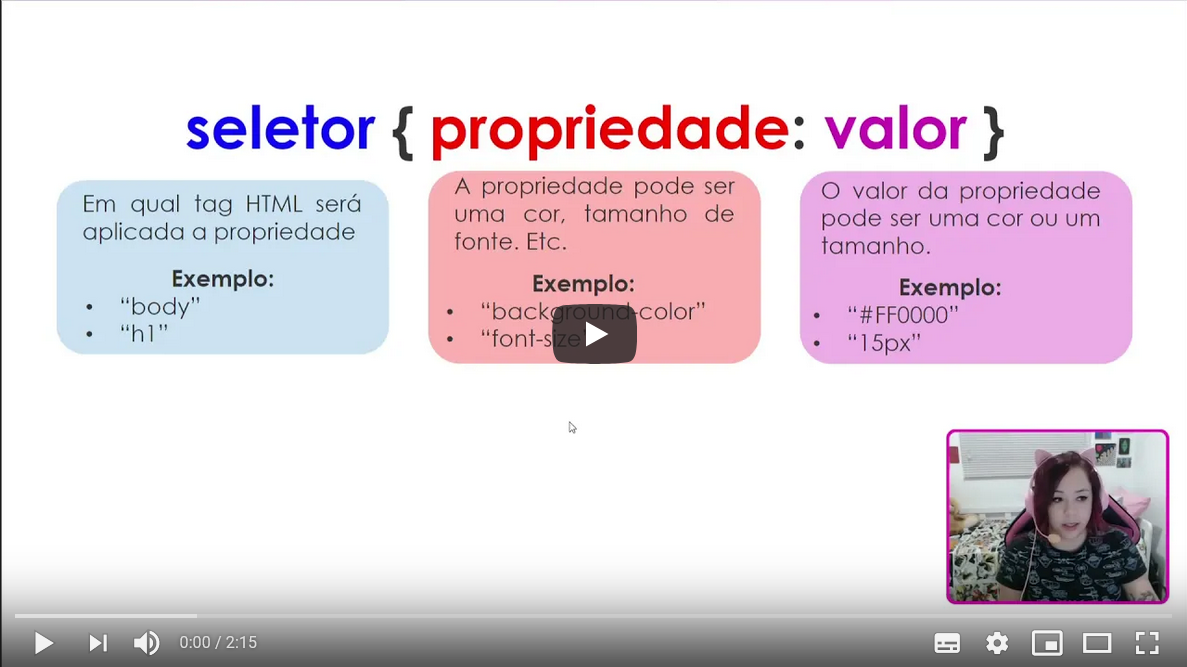 seletor { propriedade: valor }
Em qual tag HTML será
aplicada a propriedade
Exemplo:
• “body”
• “h1”
A propriedade pode ser
uma cor, tamanho de
fonte. Etc.
Exemplo:
• “background-color”
• “font-size
O valor da propriedade
pode ser uma cor ou um
tamanho.
Exemplo:
• “#FF0000”
• “15px”
0:00 / 2:15